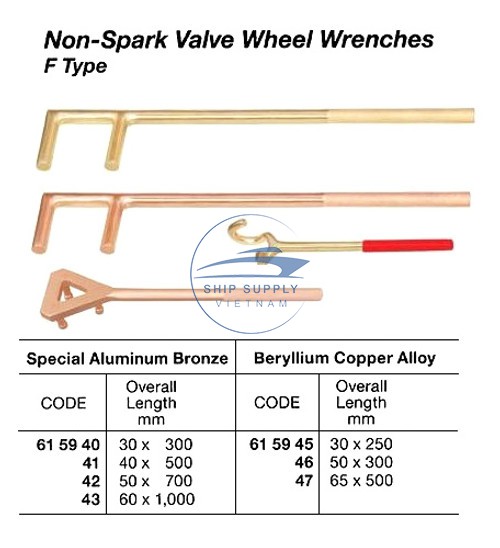 Non-Spark Valve Wheel Wrenches
F Type
SHIP SUPPLY
VIETNAM
Special Aluminum Bronze Beryllium Copper Alloy
CODE Overall Length mm CODE Overall Length mm
61 59 40 30 x 300 61 59 45 30 x 250
41 40 x 500 46 50 x 300
42 50 x 700 47 65 x 500
43 60 x 1,000